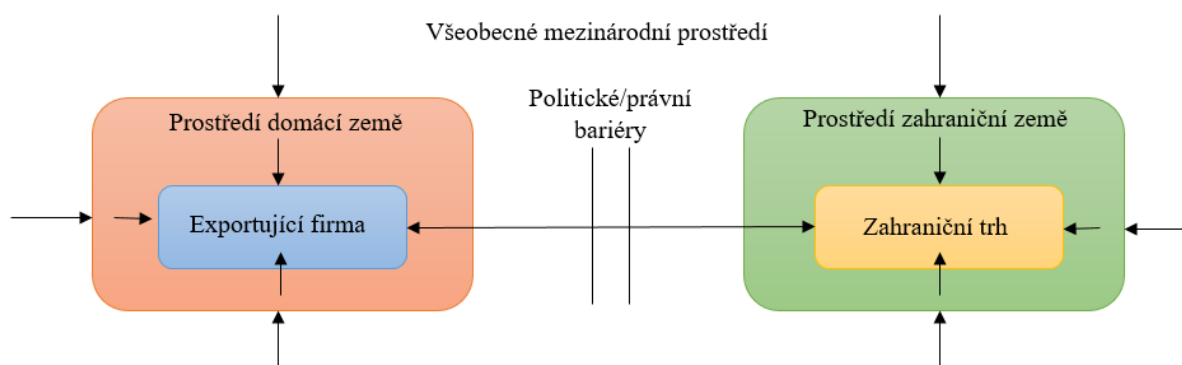 Všeobecné mezinárodní prostředí
Politické/právní
bariéry
Prostředí domácí země
Exportující firma
Prostředí zahraniční země
Zahraniční trh